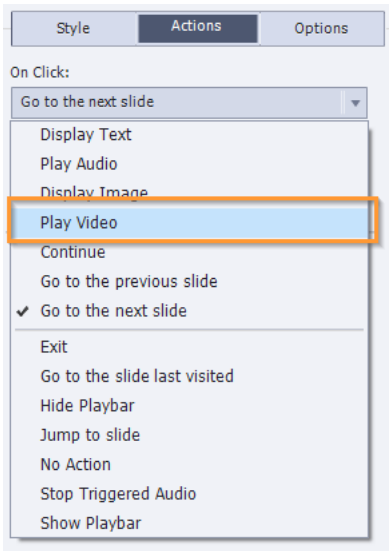 Style Actions Options
On Click:
Go to the next slide
Display Text
Play Audio
Display Image
Play Video
Continue
Go to the previous slide
Go to the next slide
Exit
Go to the slide last visited
Hide Playbar
Jump to slide
No Action
Stop Triggered Audio
Show Playbar